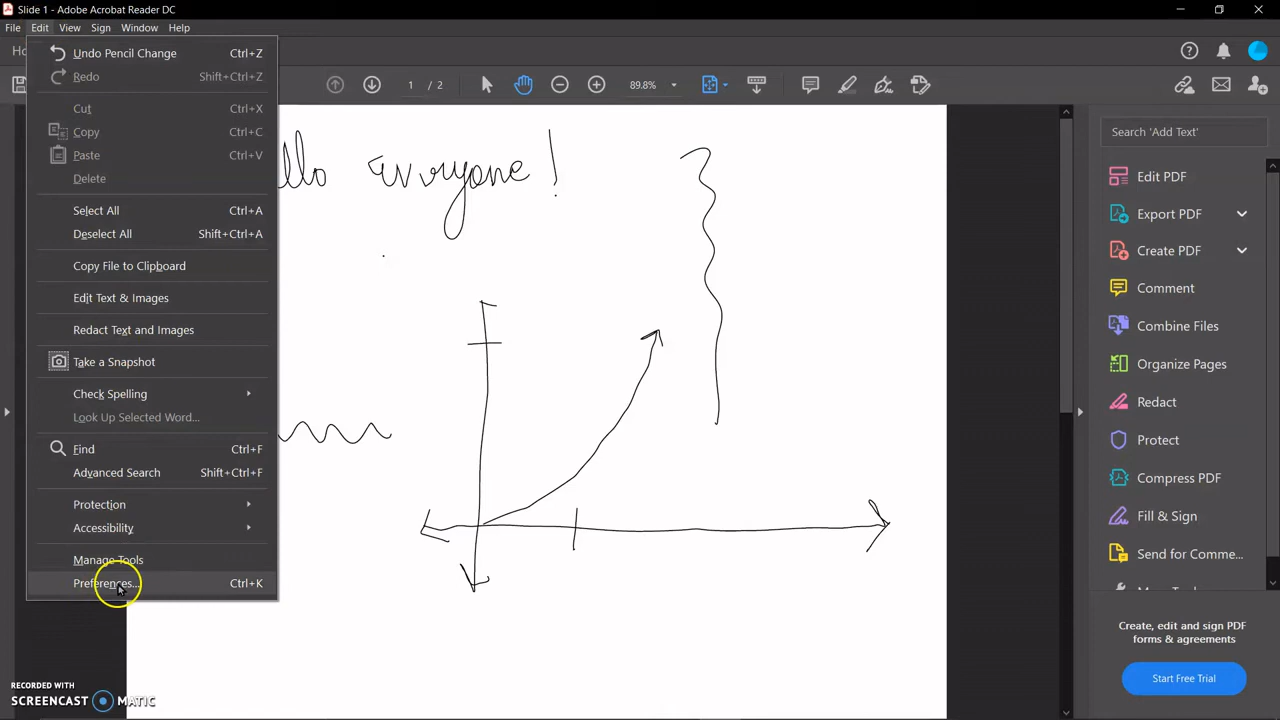 Slide 1 - Adobe Acrobat Reader DC
File Edit View Sign Window Help
1 / 2 89.8%
Undo Pencil Change Ctrl+Z
Redo Shift+Ctrl+Z
Cut Ctrl+X
Copy Ctrl+C
Paste Ctrl+V
Delete
Select All Ctrl+A
Deselect All Shift+Ctrl+A
Copy File to Clipboard
Edit Text & Images
Redact Text and Images
Take a Snapshot
Check Spelling
Look Up Selected Word...
Find Ctrl+F
Advanced Search Shift+Ctrl+F
Protection
Accessibility
Manage Tools
Preferences... Ctrl+K
everyone!
Search 'Add Text'
Edit PDF
Export PDF
Create PDF
Comment
Combine Files
Organize Pages
Redact
Protect
Compress PDF
Fill & Sign
Send for Comme...
Create, edit and sign PDF
forms & agreements
Start Free Trial
RECORDED WITH
SCREENCAST MATIC